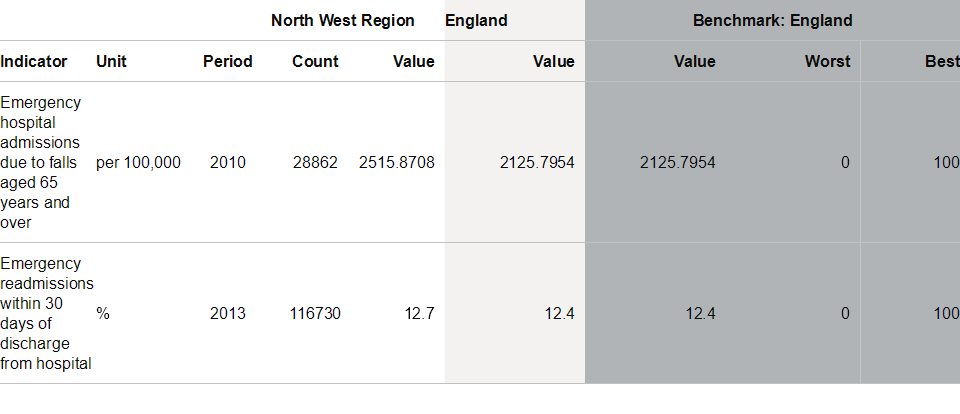 North West Region England Benchmark: England
Indicator Unit Period Count Value Value Value Worst Best
Emergency
hospital
admissions
due to falls per 100,000 2010 28862 2515.8708 2125.7954 2125.7954 0 100
aged 65
years and
over
Emergency
readmissions
within 30
days of % 2013 116730 12.7 12.4 12.4 0 100
discharge
from hospital